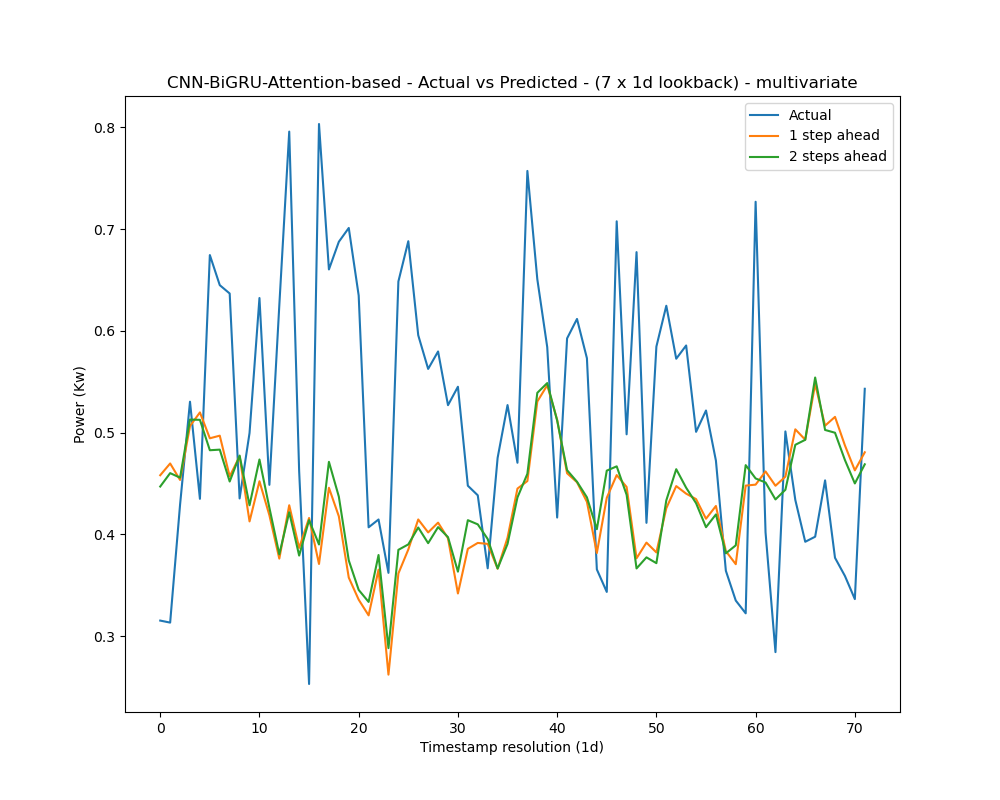 CNN-BiGRU-Attention-based - Actual vs Predicted - (7 x 1d lookback) - multivariate
Actual
1 step ahead
2 steps ahead
0.8
0.7
0.6
0.5
0.4
0.3
Power (Kw)
0 10 20 30 40 50 60 70
Timestamp resolution (1d)